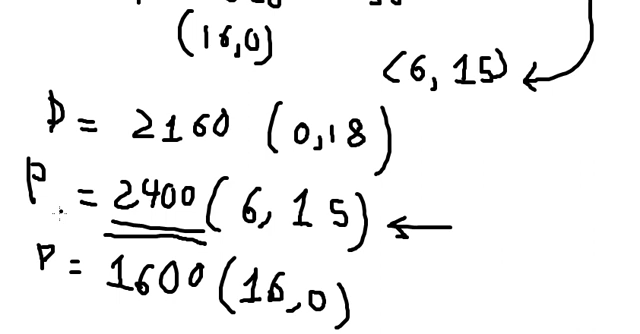 (16,0)
(6, 15)
P = 2160 (0,18)
P = 2400 (6, 15)
P = 1600 (16,0)